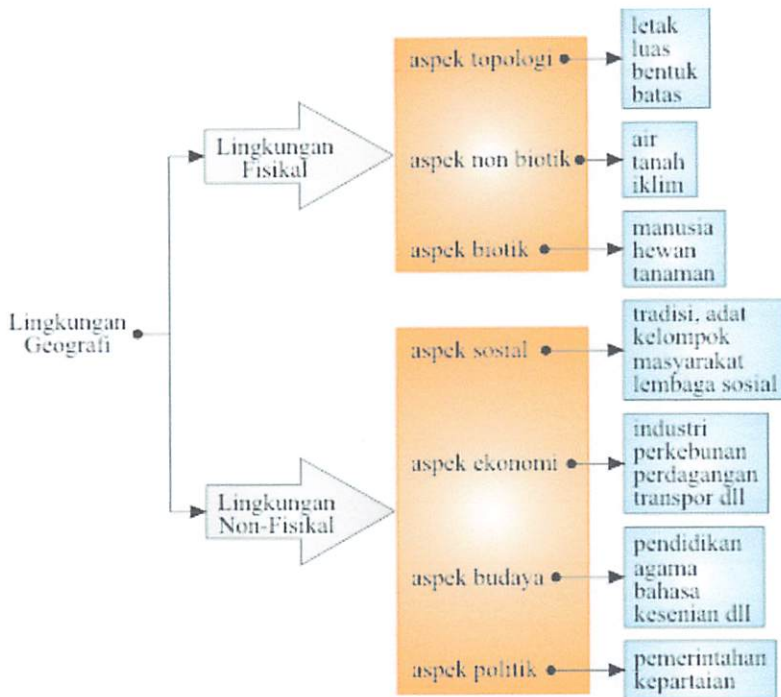 Lingkungan
Geografi
Lingkungan
Fisikal
aspek topologi
letak
luas
bentuk
batas
aspek non biotik
air
tanah
iklim
aspek biotik
manusia
hewan
tanaman
Lingkungan
Non-Fisikal
aspek sosial
tradisi, adat
kelompok
masyarakat
lembaga sosial
aspek ekonomi
industri
perkebunan
perdagangan
transpor dll
aspek budaya
pendidikan
agama
bahasa
kesenian dll
aspek politik
pemerintahan
kepartaian